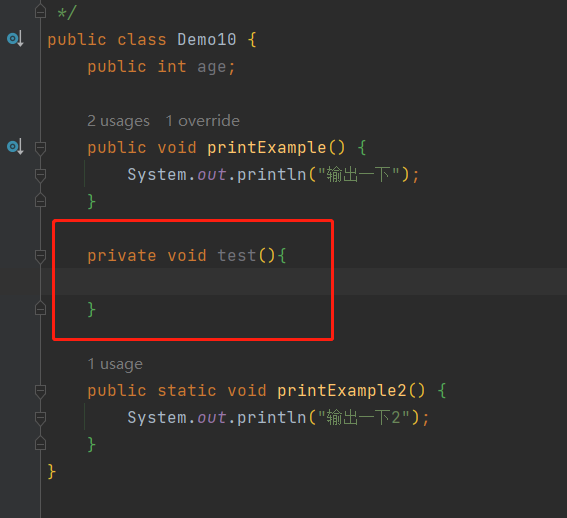 */
public class Demo10 {
public int age;
2 usages 1 override
public void printExample() {
System.out.println("输出一下");
}
private void test(){
}
1 usage
public static void printExample2() {
System.out.println("输出一下2");
}
}